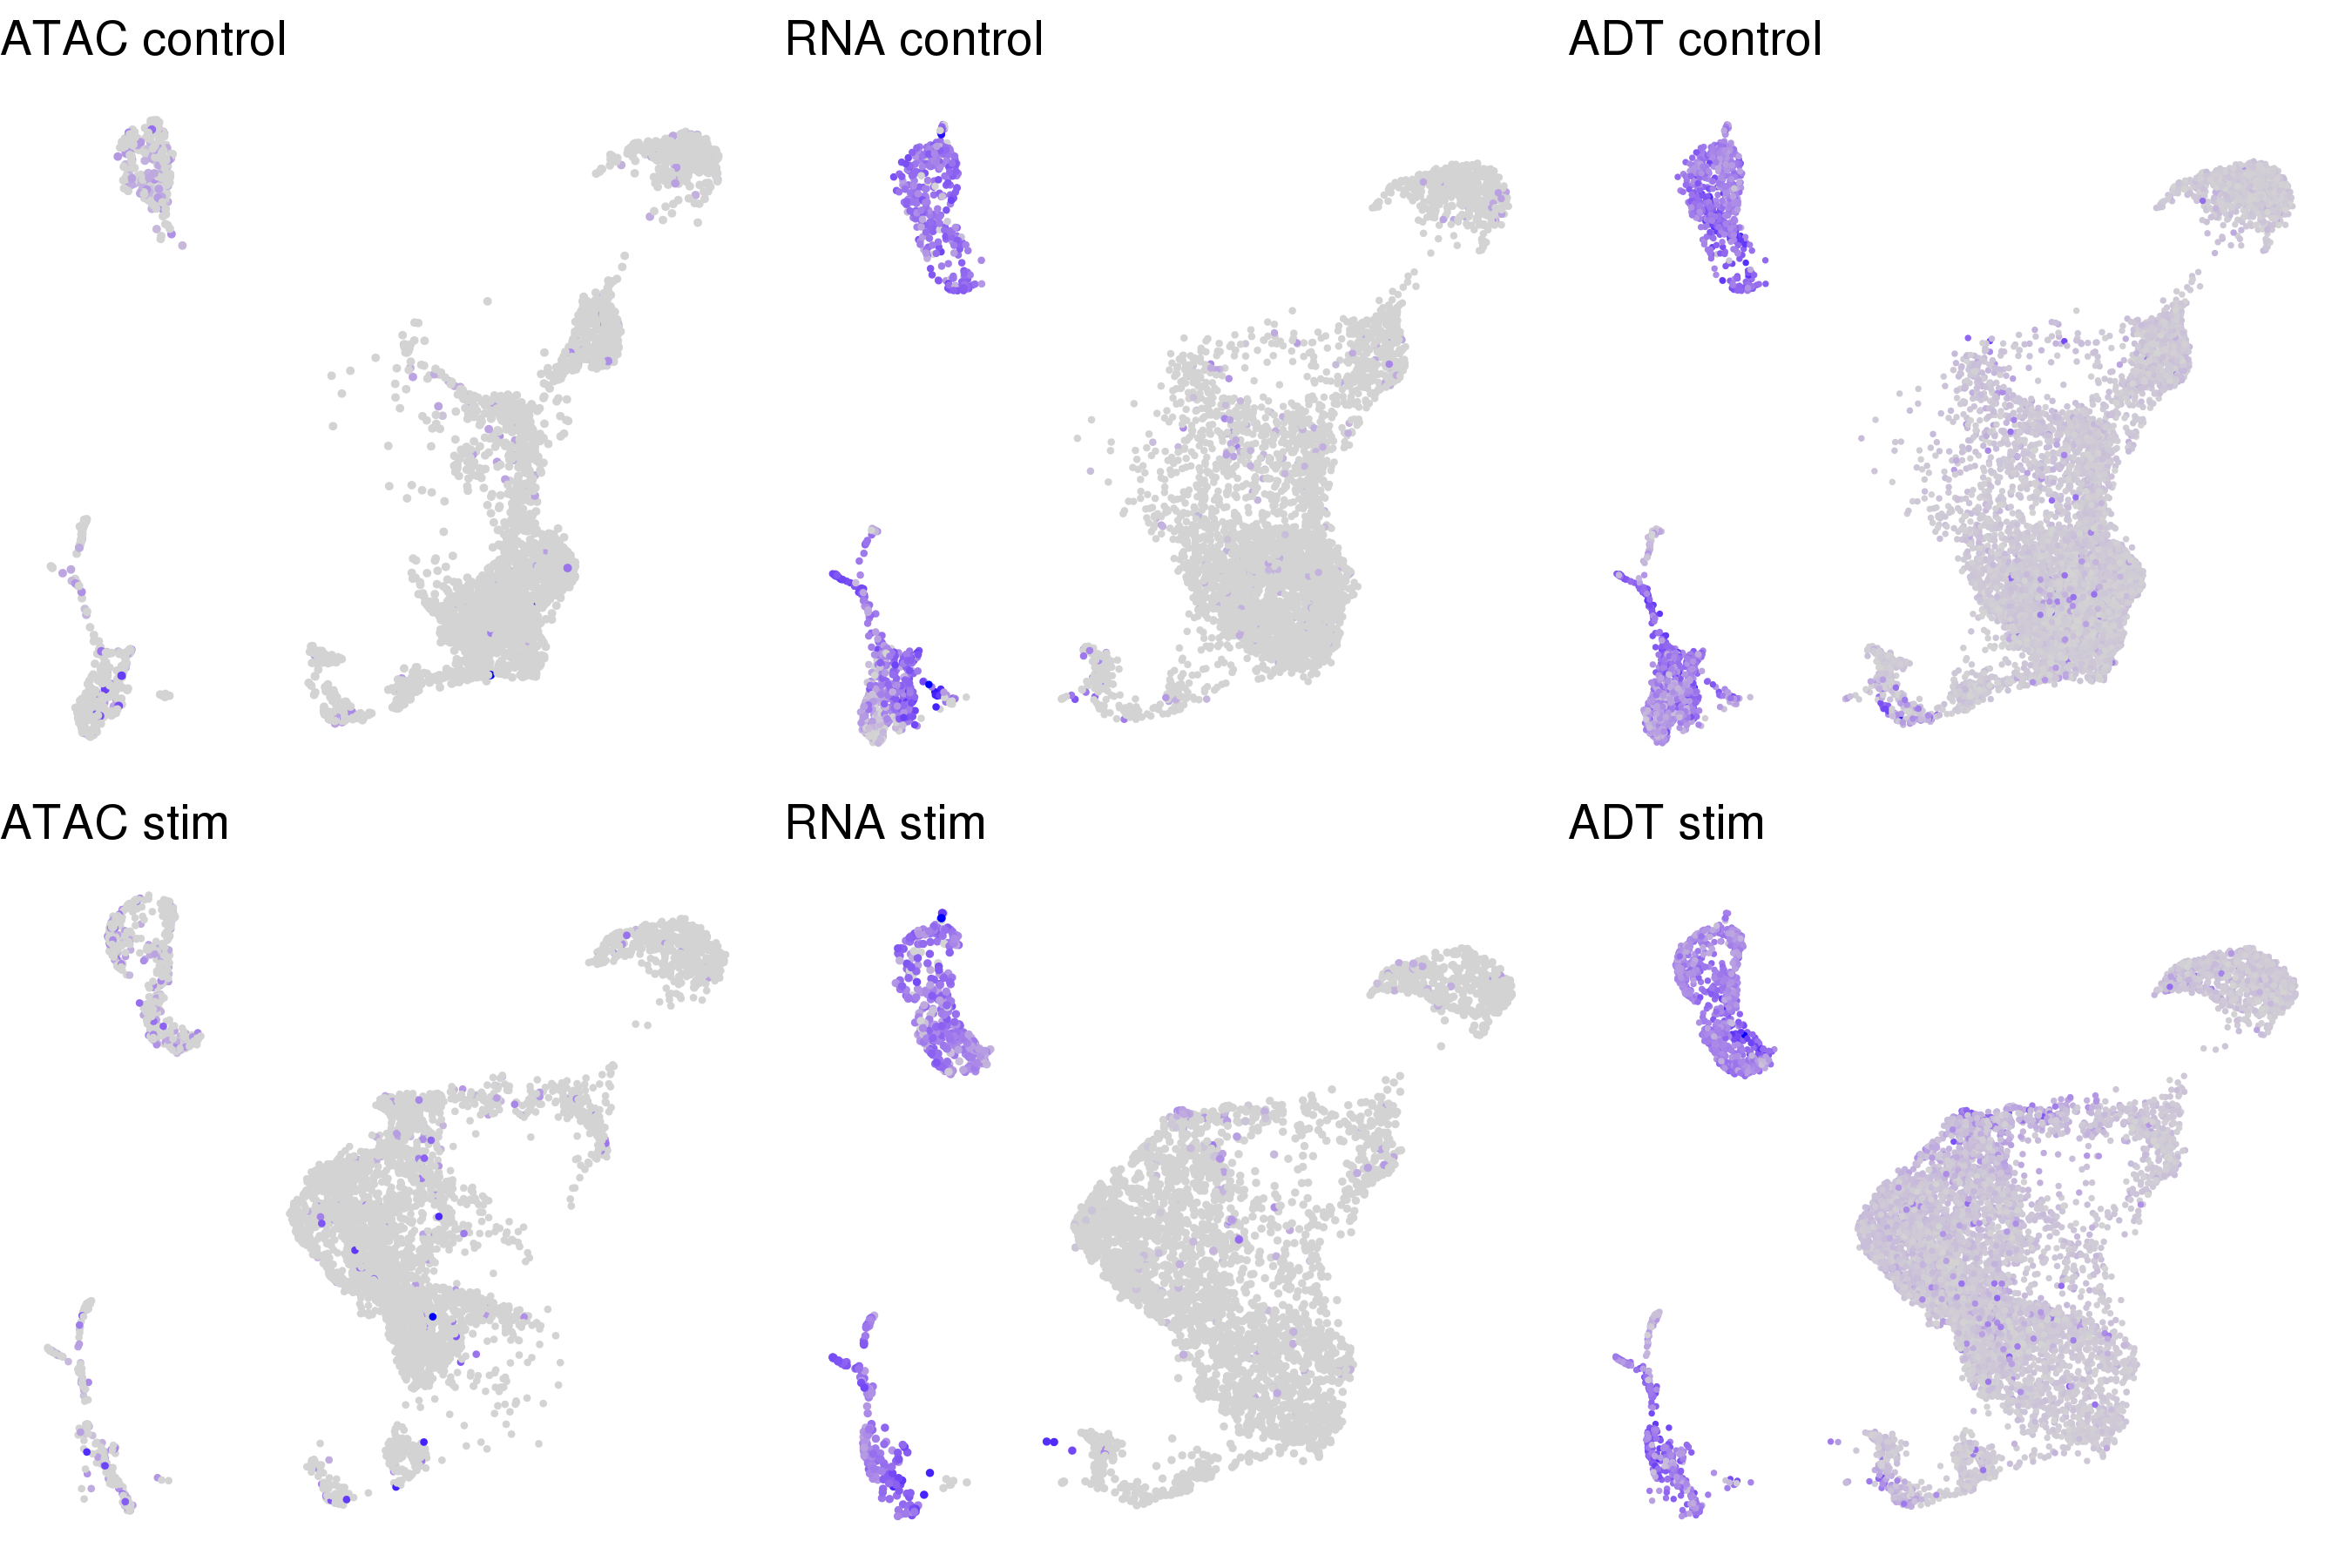 ATAC control
RNA control
ADT control
ATAC stim
RNA stim
ADT stim